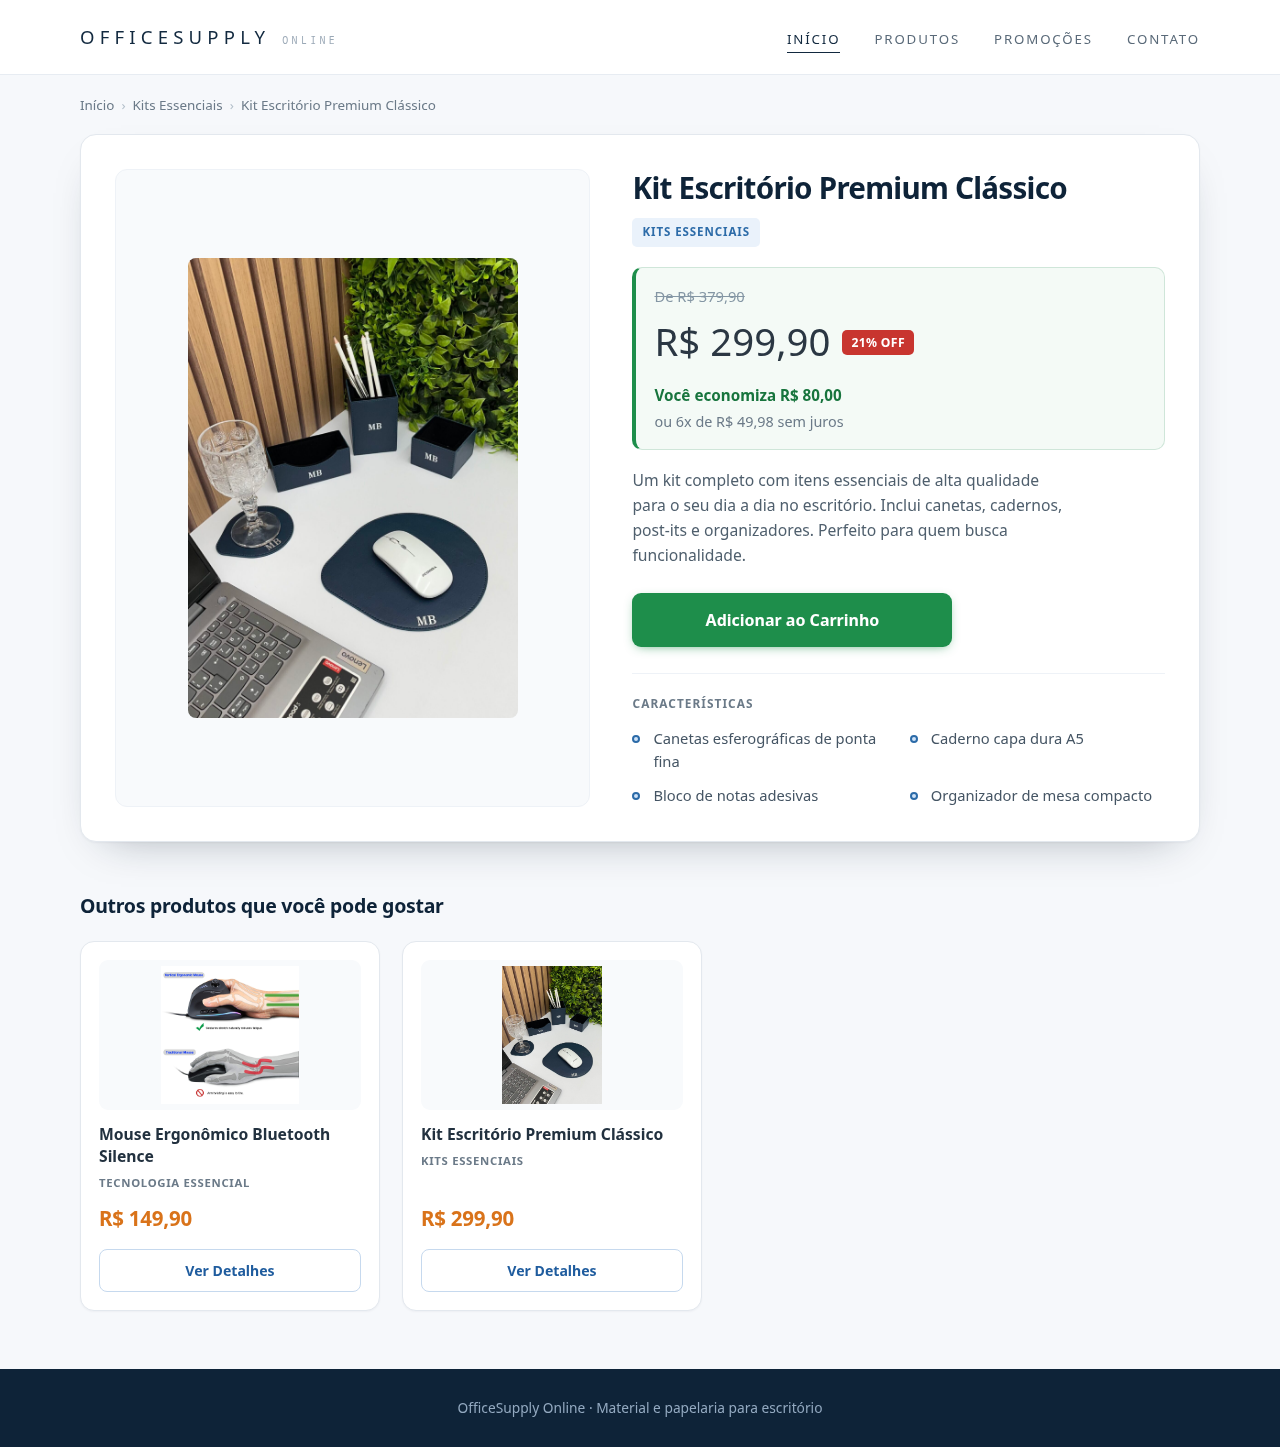 OFFICESUPPLY ONLINE
INÍCIO PRODUTOS PROMOÇÕES CONTATO
Início › Kits Essenciais › Kit Escritório Premium Clássico
MB
MB
MB
MB
MB
Lenovo
Kit Escritório Premium Clássico
KITS ESSENCIAIS
De R$ 379,90
R$ 299,90 21% OFF
Você economiza R$ 80,00
ou 6x de R$ 49,98 sem juros
Um kit completo com itens essenciais de alta qualidade
para o seu dia a dia no escritório. Inclui canetas, cadernos,
post-its e organizadores. Perfeito para quem busca
funcionalidade.
Adicionar ao Carrinho
CARACTERÍSTICAS
Canetas esferográficas de ponta
fina
Caderno capa dura A5
Bloco de notas adesivas
Organizador de mesa compacto
Outros produtos que você pode gostar
Traditional Mouse
Mouse Ergonômico Bluetooth
Silence
TECNOLOGIA ESSENCIAL
R$ 149,90
Ver Detalhes
Kit Escritório Premium Clássico
KITS ESSENCIAIS
R$ 299,90
Ver Detalhes
OfficeSupply Online · Material e papelaria para escritório